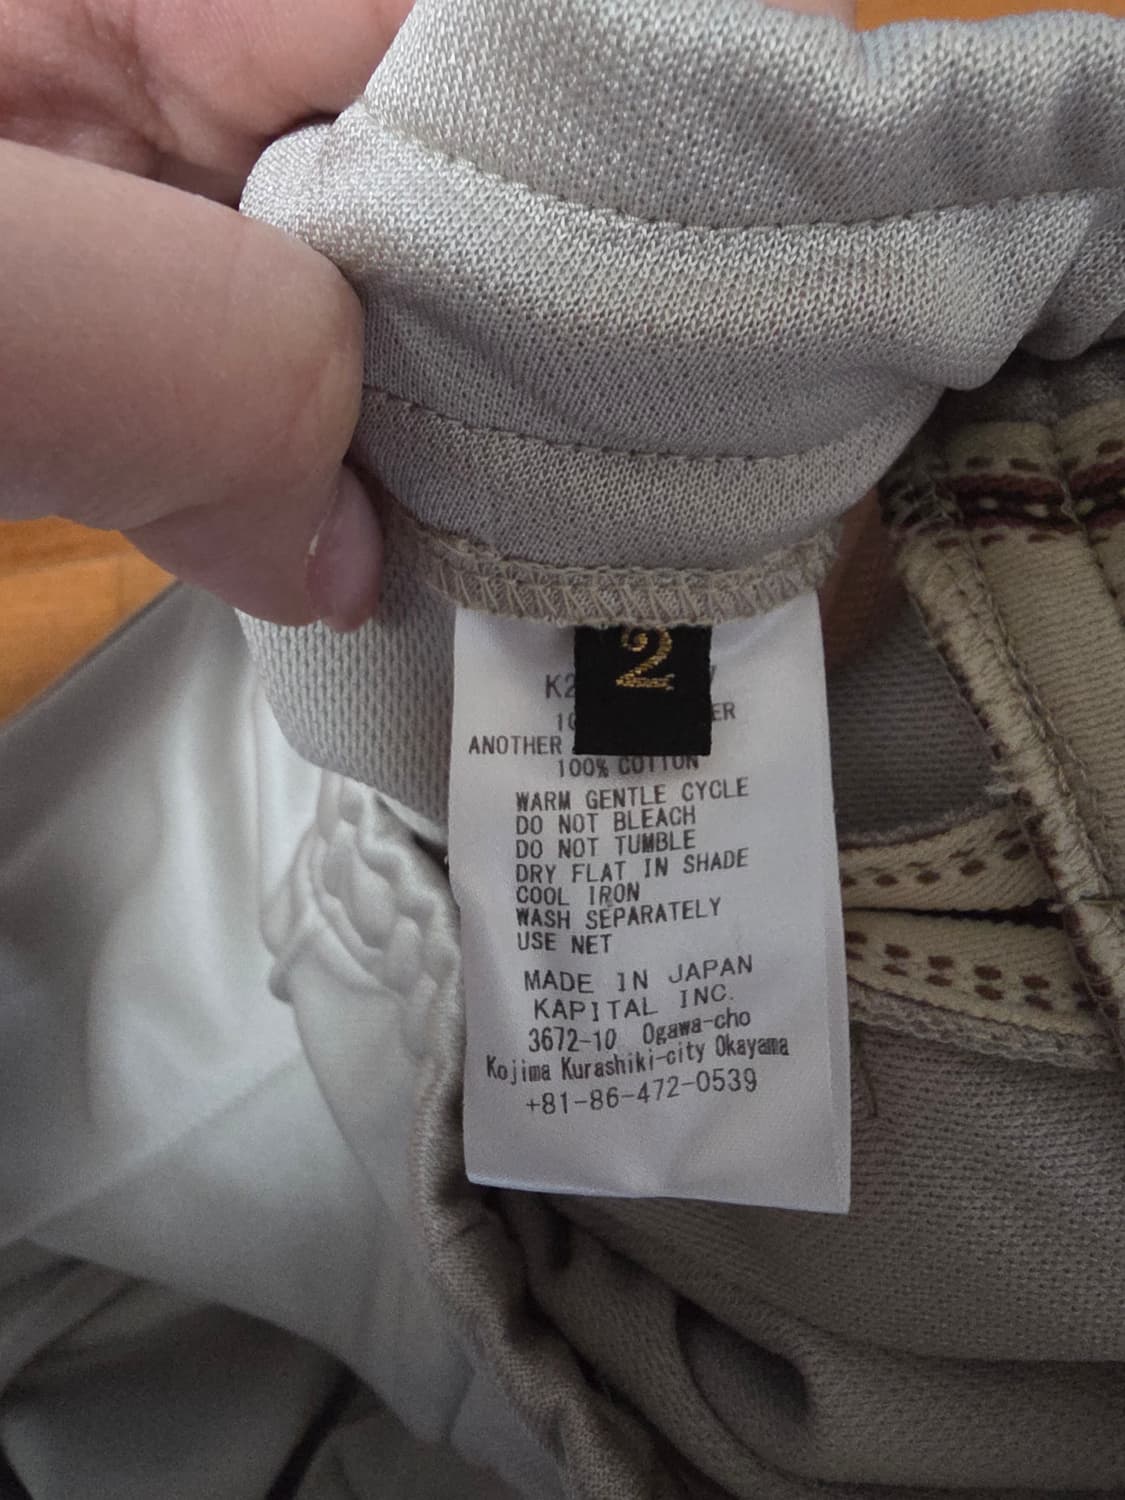 2
K2
ANOTHER
100% COTTON
WARM GENTLE CYCLE
DO NOT BLEACH
DO NOT TUMBLE
DRY FLAT IN SHADE
COOL IRON
WASH SEPARATELY
USE NET
MADE IN JAPAN
KAPITAL INC.
3672-10 Ogawa-cho
Kojima Kurashiki-city Okayama
+81-86-472-0539